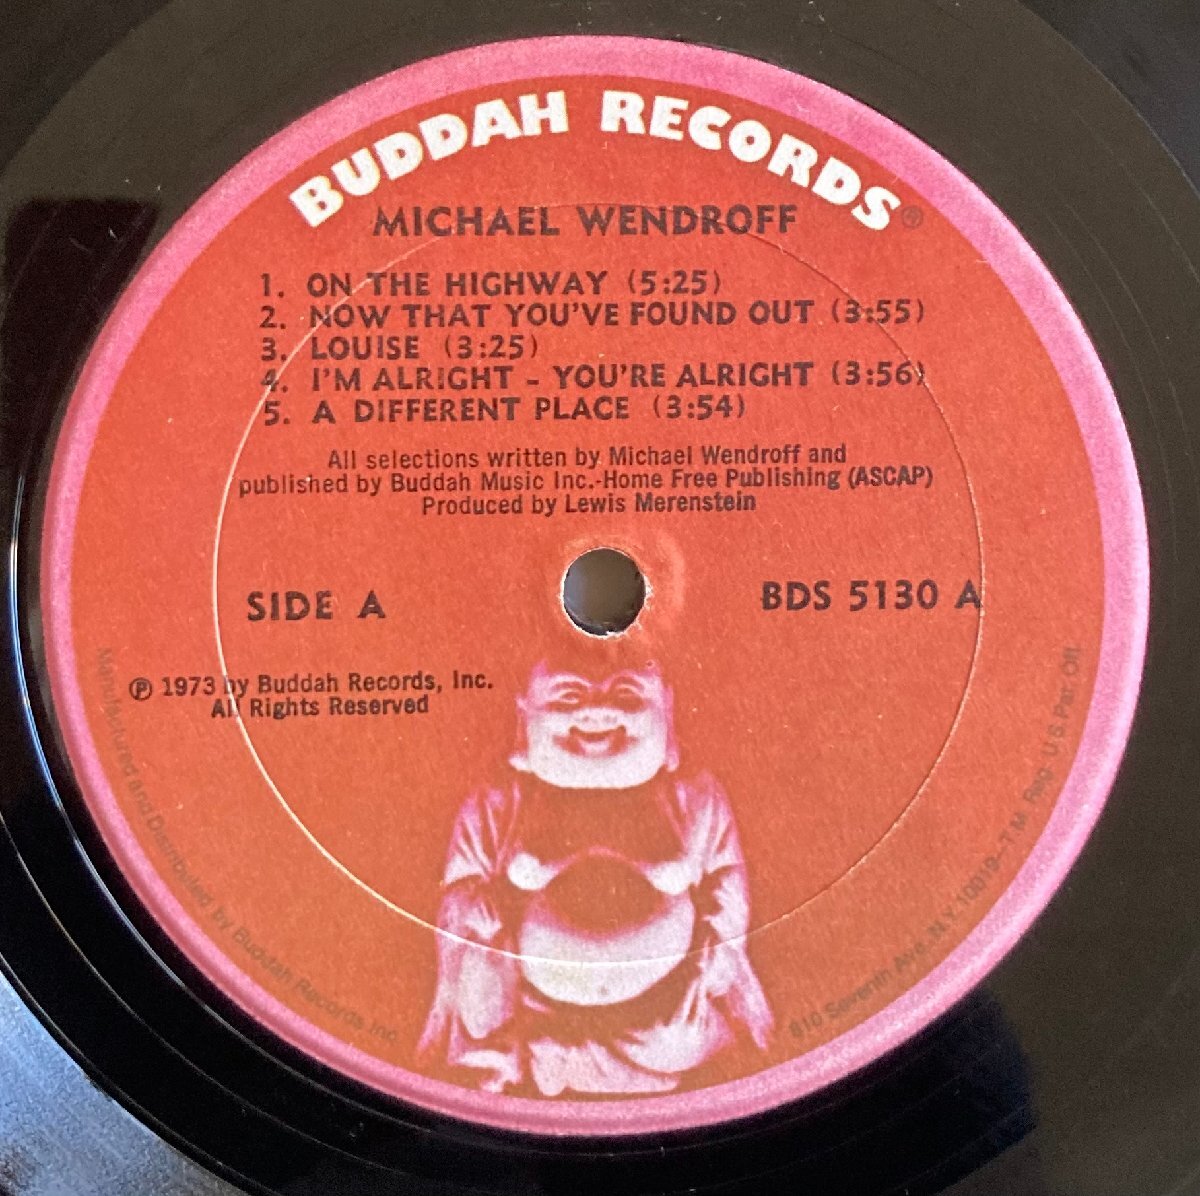 BUDDAH RECORDS®
MICHAEL WENDROFF
1. ON THE HIGHWAY (5:25)
2. NOW THAT YOU'VE FOUND OUT (3:55)
3. LOUISE (3:25)
4. I'M ALRIGHT - YOU'RE ALRIGHT (3:56)
5. A DIFFERENT PLACE (3:54)
All selections written by Michael Wendroff and
published by Buddah Music Inc.-Home Free Publishing (ASCAP)
Produced by Lewis Merenstein
SIDE A
BDS 5130 A
℗ 1973 by Buddah Records, Inc.
All Rights Reserved
Manufactured and Distributed by Buddah Records Inc.
810 Seventh Ave. N.Y. 10019—T.M. Reg. U.S. Pat. Off.